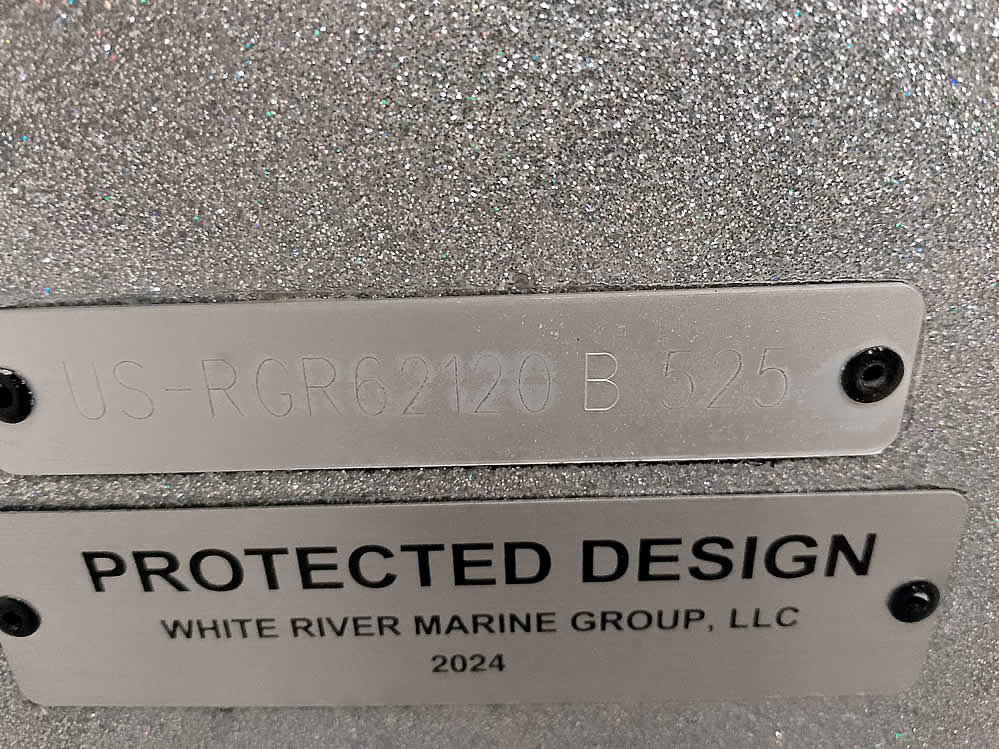 US-RGR62120 B 525
PROTECTED DESIGN
WHITE RIVER MARINE GROUP, LLC
2024